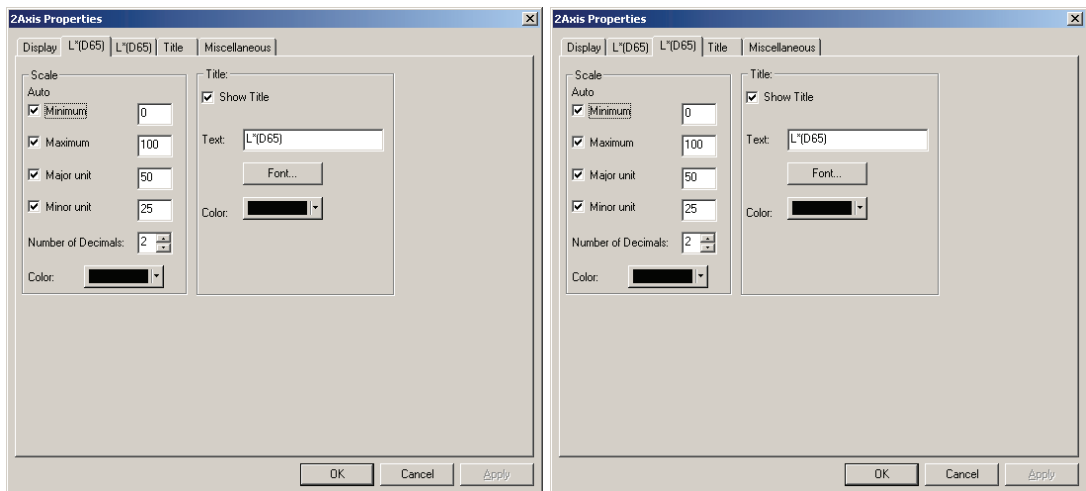 2Axis Properties
Display L*(D65) L*(D65) Title Miscellaneous
Scale
Auto
Minimum 0
Maximum 100
Major unit 50
Minor unit 25
Number of Decimals: 2
Color:
Title:
Show Title
Text: L*(D65)
Font...
Color:
OK Cancel Apply
2Axis Properties
Display L*(D65) L*(D65) Title Miscellaneous
Scale
Auto
Minimum 0
Maximum 100
Major unit 50
Minor unit 25
Number of Decimals: 2
Color:
Title:
Show Title
Text: L*(D65)
Font...
Color:
OK Cancel Apply